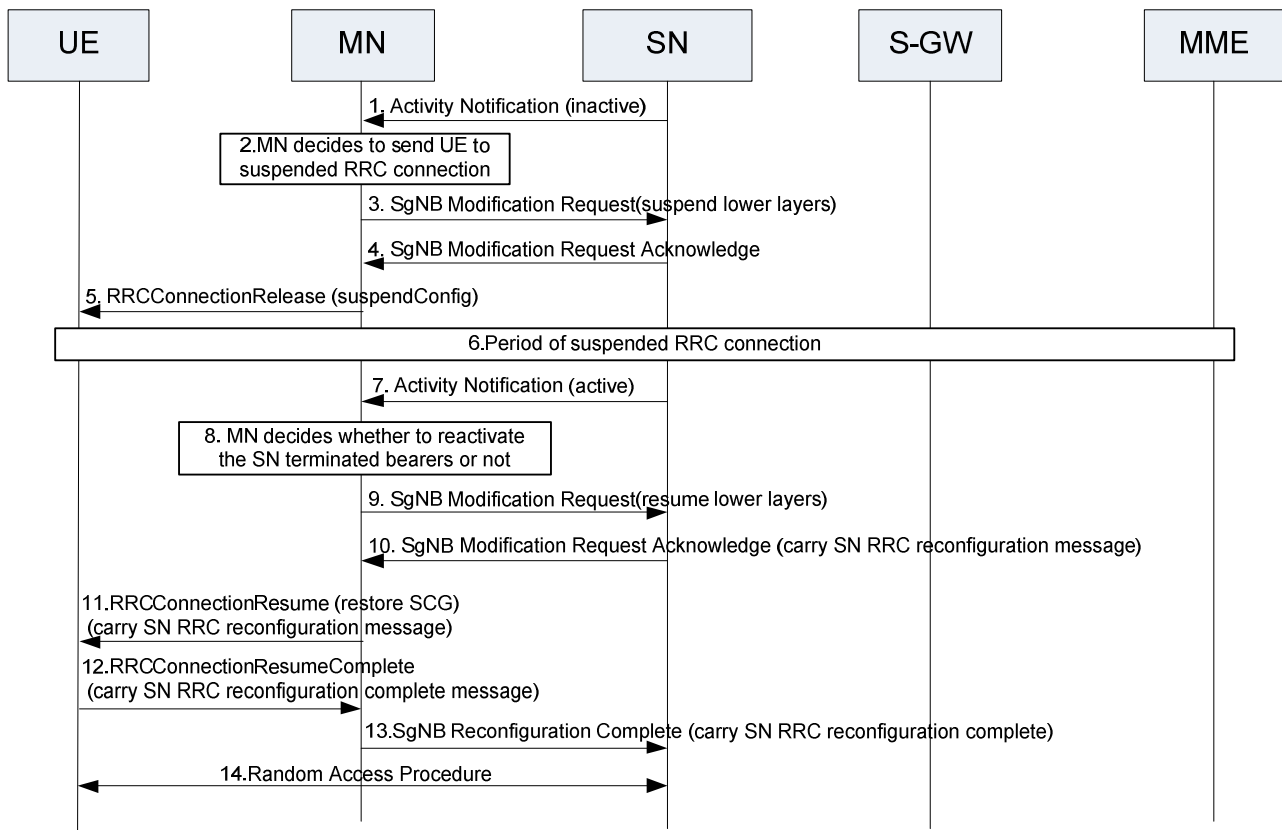 UE
MN
SN
S-GW
MME
1. Activity Notification (inactive)
2.MN decides to send UE to
suspended RRC connection
3. SgNB Modification Request(suspend lower layers)
4. SgNB Modification Request Acknowledge
5. RRCConnectionRelease (suspendConfig)
6.Period of suspended RRC connection
7. Activity Notification (active)
8. MN decides whether to reactivate
the SN terminated bearers or not
9. SgNB Modification Request(resume lower layers)
10. SgNB Modification Request Acknowledge (carry SN RRC reconfiguration message)
11.RRCConnectionResume (restore SCG)
(carry SN RRC reconfiguration message)
12.RRCConnectionResumeComplete
(carry SN RRC reconfiguration complete message)
13.SgNB Reconfiguration Complete (carry SN RRC reconfiguration complete)
14.Random Access Procedure